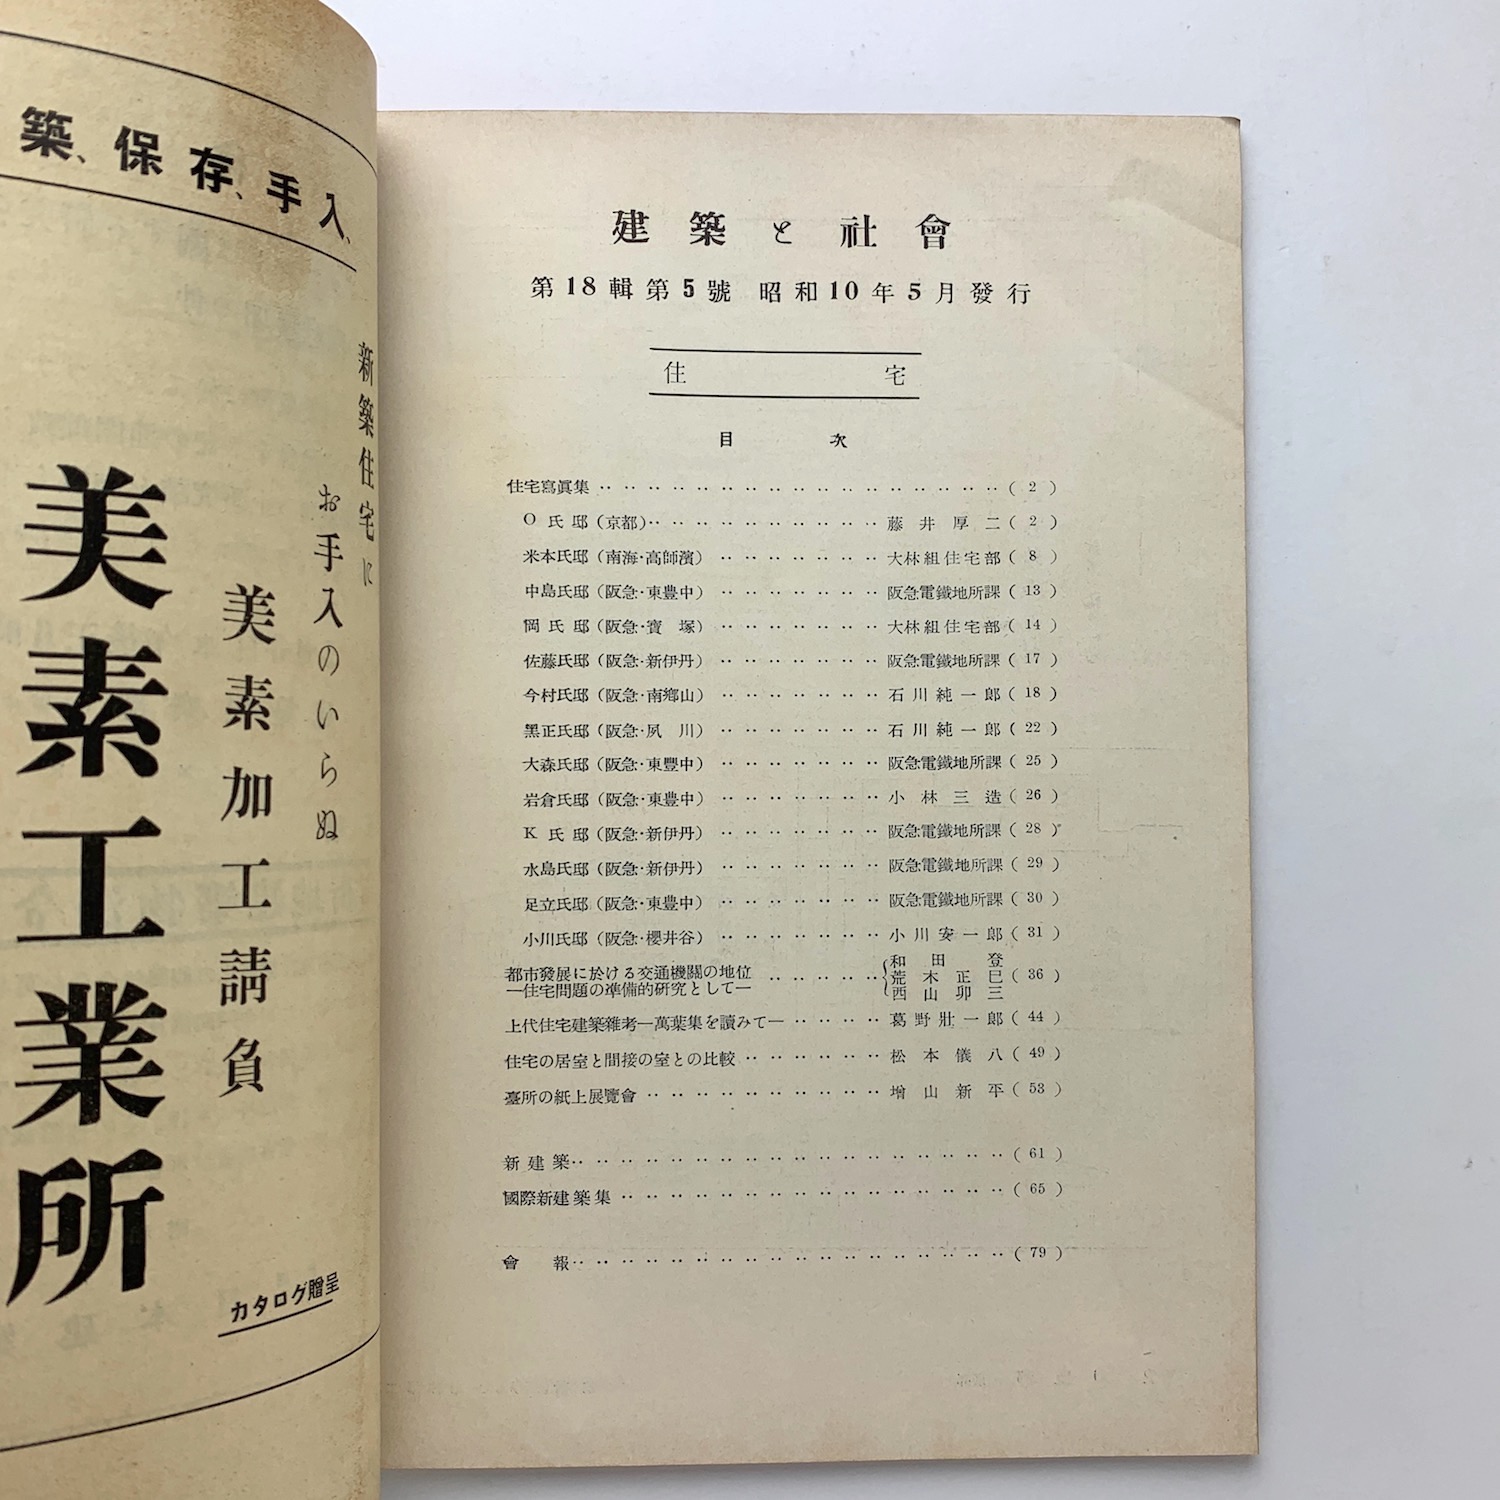 築、保存、手入、
新築住宅に
お手入のいらぬ
美素加工請負
美素工業所
カタログ贈呈
建築と社會
第18輯第5號 昭和10年5月發行
住宅
目次
住宅寫眞集 ‥‥‥‥‥‥‥‥‥‥‥‥‥‥‥‥‥ ( 2 )
O氏邸 (京都)‥‥‥‥‥‥‥‥‥‥ 藤井厚二 ( 2 )
米本氏邸 (南海・高師濱) ‥‥‥‥‥‥‥ 大林組住宅部 ( 8 )
中島氏邸 (阪急・東豊中) ‥‥‥‥‥‥‥ 阪急電鐵地所課 ( 13 )
岡氏邸 (阪急・寶塚) ‥‥‥‥‥‥‥ 大林組住宅部 ( 14 )
佐藤氏邸 (阪急・新伊丹) ‥‥‥‥‥‥‥ 阪急電鐵地所課 ( 17 )
今村氏邸 (阪急・南郷山) ‥‥‥‥‥‥‥ 石川純一郎 ( 18 )
黑正氏邸 (阪急・夙川) ‥‥‥‥‥‥‥ 石川純一郎 ( 22 )
大森氏邸 (阪急・東豐中) ‥‥‥‥‥‥‥ 阪急電鐵地所課 ( 25 )
岩倉氏邸 (阪急・東豊中) ‥‥‥‥‥‥‥ 小林三造 ( 26 )
K氏邸 (阪急・新伊丹) ‥‥‥‥‥‥‥ 阪急電鐵地所課 ( 28 )
水島氏邸 (阪急・新伊丹) ‥‥‥‥‥‥‥ 阪急電鐵地所課 ( 29 )
足立氏邸 (阪急・東豊中) ‥‥‥‥‥‥‥ 阪急電鐵地所課 ( 30 )
小川氏邸 (阪急・櫻井谷) ‥‥‥‥‥‥‥ 小川安一郎 ( 31 )
都市發展に於ける交通機關の地位
―住宅問題の準備的研究として― ‥‥‥‥‥
和田登
荒木正巳 ( 36 )
西山卯三
上代住宅建築雜考―萬葉集を讀みて― ‥‥‥‥ 葛野壯一郎 ( 44 )
住宅の居室と間接の室との比較 ‥‥‥‥‥‥ 松本儀八 ( 49 )
臺所の紙上展覽會 ‥‥‥‥‥‥‥‥‥‥ 增山新平 ( 53 )
新建築‥‥‥‥‥‥‥‥‥‥‥‥‥‥‥‥‥‥ ( 61 )
國際新建築集 ‥‥‥‥‥‥‥‥‥‥‥‥‥‥‥‥ ( 65 )
會報‥‥‥‥‥‥‥‥‥‥‥‥‥‥‥‥‥‥ ( 79 )